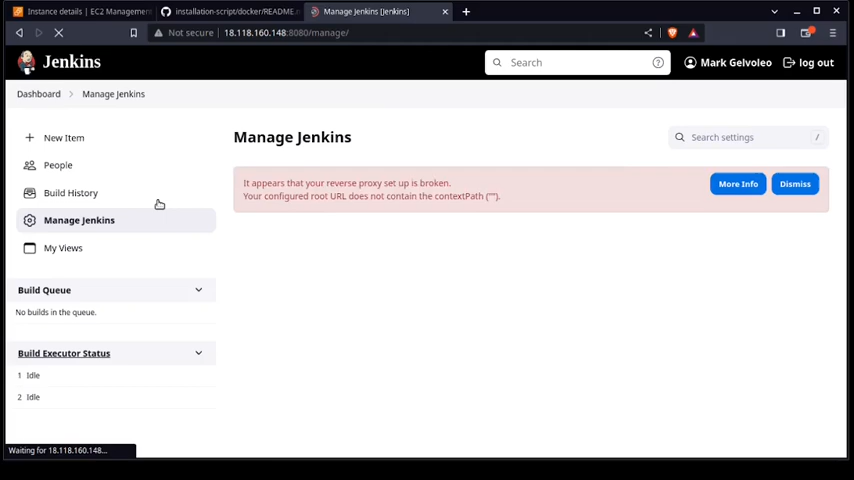 Instance details | EC2 Management
installation-script/docker/README.m
Manage Jenkins [Jenkins]
Not secure
18.118.160.148:8080/manage/
Jenkins
Search
Mark Gelvoleo
log out
Dashboard
Manage Jenkins
New Item
People
Build History
Manage Jenkins
My Views
Build Queue
No builds in the queue.
Build Executor Status
1 Idle
2 Idle
Manage Jenkins
Search settings
/
It appears that your reverse proxy set up is broken.
Your configured root URL does not contain the contextPath ("").
More Info
Dismiss
Waiting for 18.118.160.148...